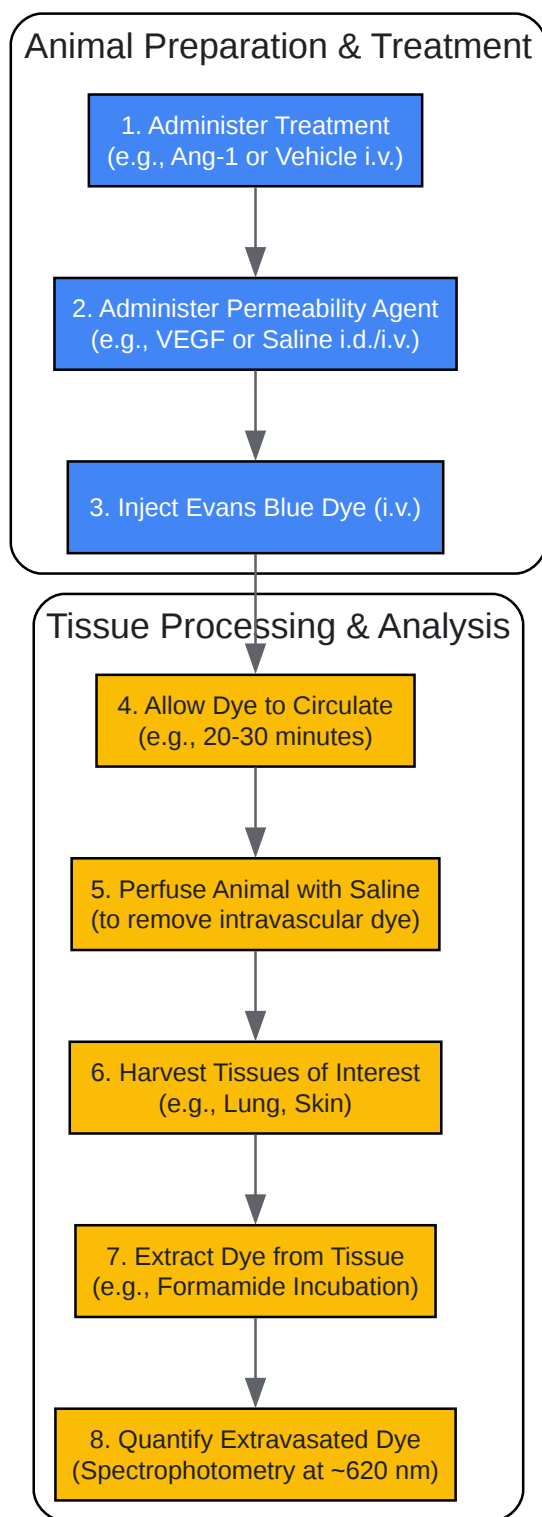 Animal Preparation & Treatment
1. Administer Treatment
(e.g., Ang-1 or Vehicle i.v.)
2. Administer Permeability Agent
(e.g., VEGF or Saline i.d./i.v.)
3. Inject Evans Blue Dye (i.v.)
Tissue Processing & Analysis
4. Allow Dye to Circulate
(e.g., 20-30 minutes)
5. Perfuse Animal with Saline
(to remove intravascular dye)
6. Harvest Tissues of Interest
(e.g., Lung, Skin)
7. Extract Dye from Tissue
(e.g., Formamide Incubation)
8. Quantify Extravasated Dye
(Spectrophotometry at ~620 nm)